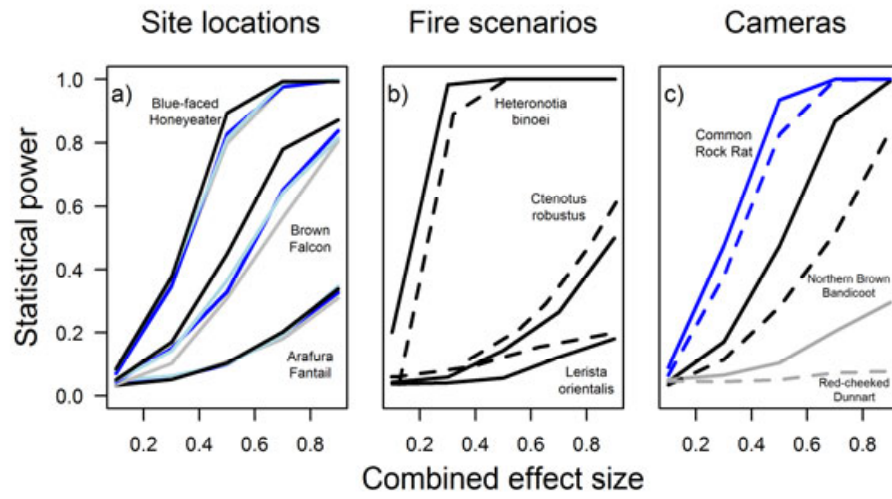 Site locations
Fire scenarios
Cameras
Statistical power
1.0
0.8
0.6
0.4
0.2
0.0
a)
Blue-faced
Honeyeater
Brown
Falcon
Arafura
Fantail
0.2
0.4
0.6
0.8
b)
Heteronotia
binoei
Ctenotus
robustus
Lerista
orientalis
0.2
0.4
0.6
0.8
c)
Common
Rock Rat
Northern Brown
Bandicoot
Red-cheeked
Dunnart
0.2
0.4
0.6
0.8
Combined effect size